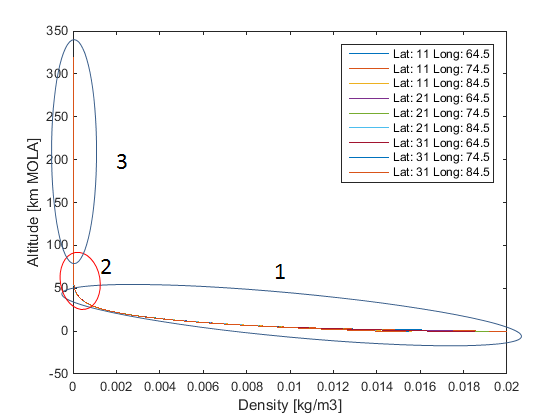 350
300
250
200
150
100
50
0
-50
Altitude [km MOLA]
3
2
1
Lat: 11 Long: 64.5
Lat: 11 Long: 74.5
Lat: 11 Long: 84.5
Lat: 21 Long: 64.5
Lat: 21 Long: 74.5
Lat: 21 Long: 84.5
Lat: 31 Long: 64.5
Lat: 31 Long: 74.5
Lat: 31 Long: 84.5
0 0.002 0.004 0.006 0.008 0.01 0.012 0.014 0.016 0.018 0.02
Density [kg/m3]